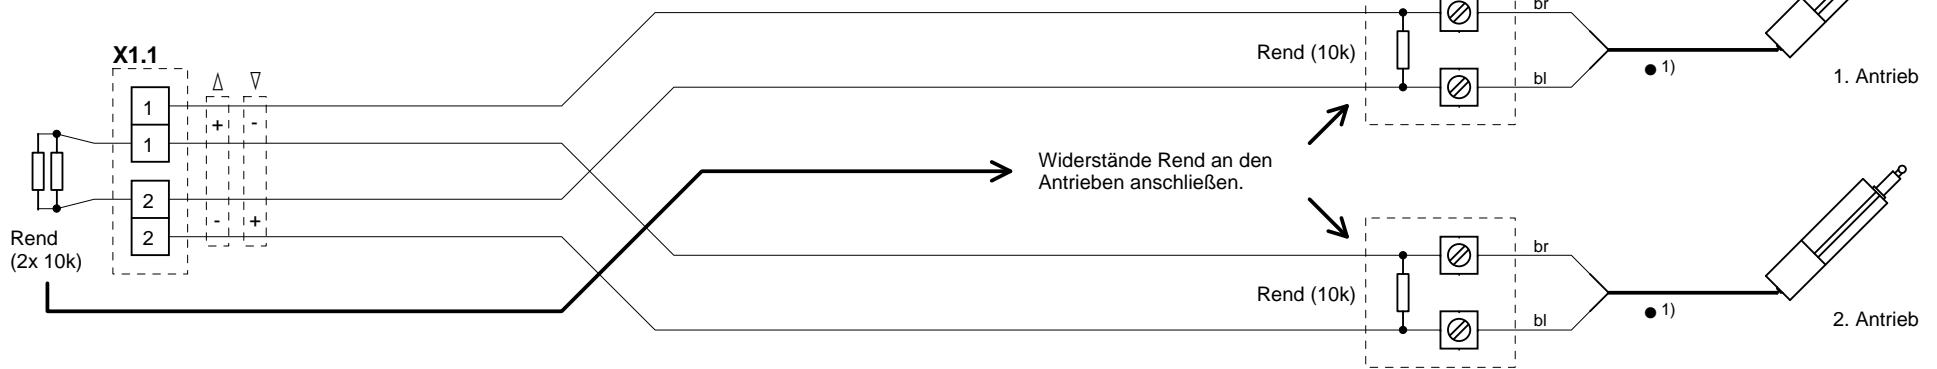 X1.1
1
1
2
2
+
-
-
+
Rend
(2x 10k)
Widerstände Rend an den
Antrieben anschließen.
br
Rend (10k)
bl
1)
1. Antrieb
br
Rend (10k)
bl
1)
2. Antrieb